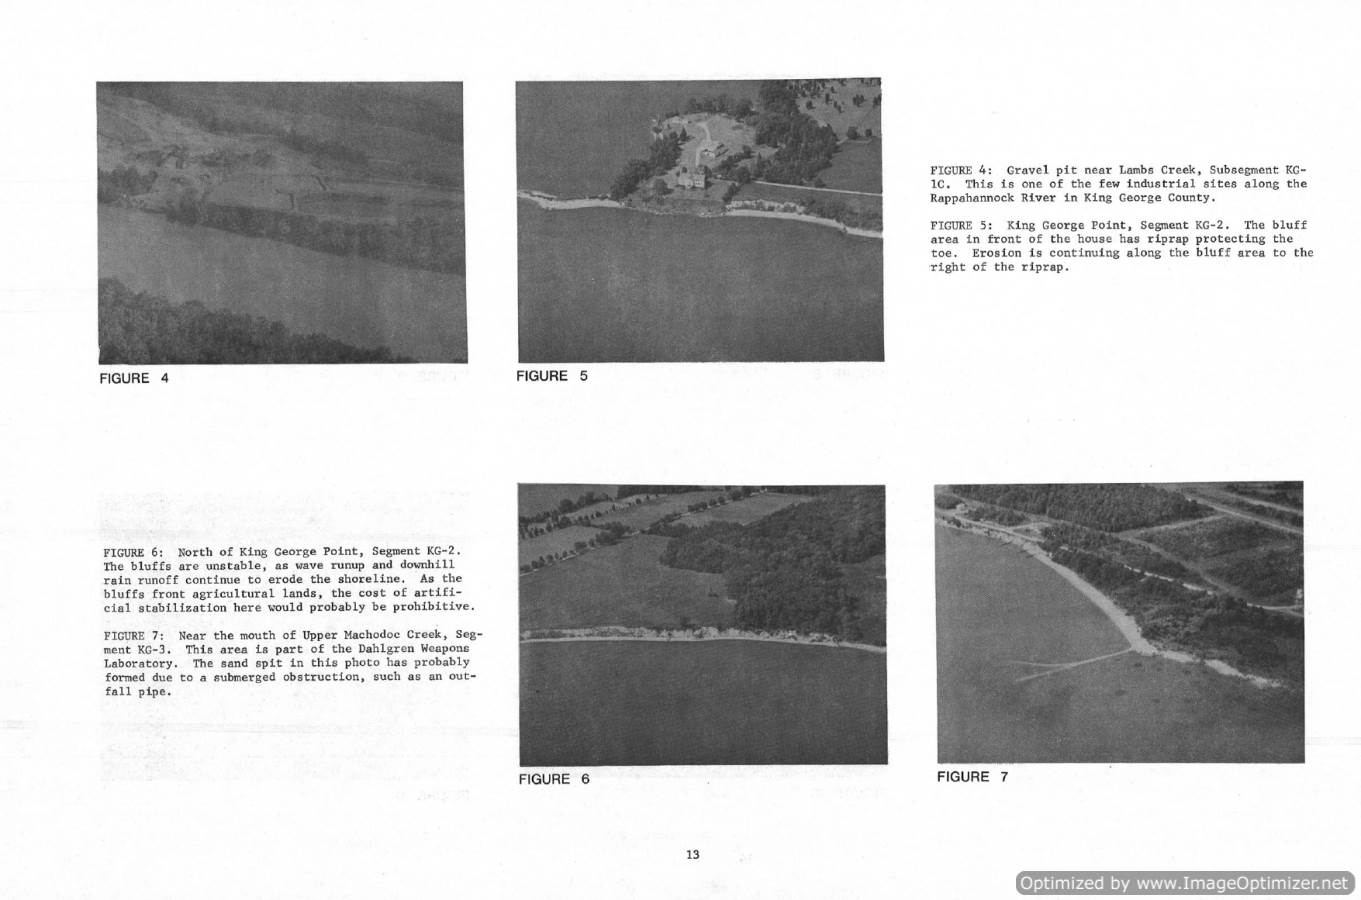 FIGURE 4
FIGURE 5
FIGURE 4: Gravel pit near Lambs Creek, Subsegment KG-
1C. This is one of the few industrial sites along the
Rappahannock River in King George County.
FIGURE 5: King George Point, Segment KG-2. The bluff
area in front of the house has riprap protecting the
toe. Erosion is continuing along the bluff area to the
right of the riprap.
FIGURE 6: North of King George Point, Segment KG-2.
The bluffs are unstable, as wave runup and downhill
rain runoff continue to erode the shoreline. As the
bluffs front agricultural lands, the cost of artifi-
cial stabilization here would probably be prohibitive.
FIGURE 7: Near the mouth of Upper Machodoc Creek, Seg-
ment KG-3. This area is part of the Dahlgren Weapons
Laboratory. The sand spit in this photo has probably
formed due to a submerged obstruction, such as an out-
fall pipe.
FIGURE 6
FIGURE 7
13
Optimized by www.ImageOptimizer.net